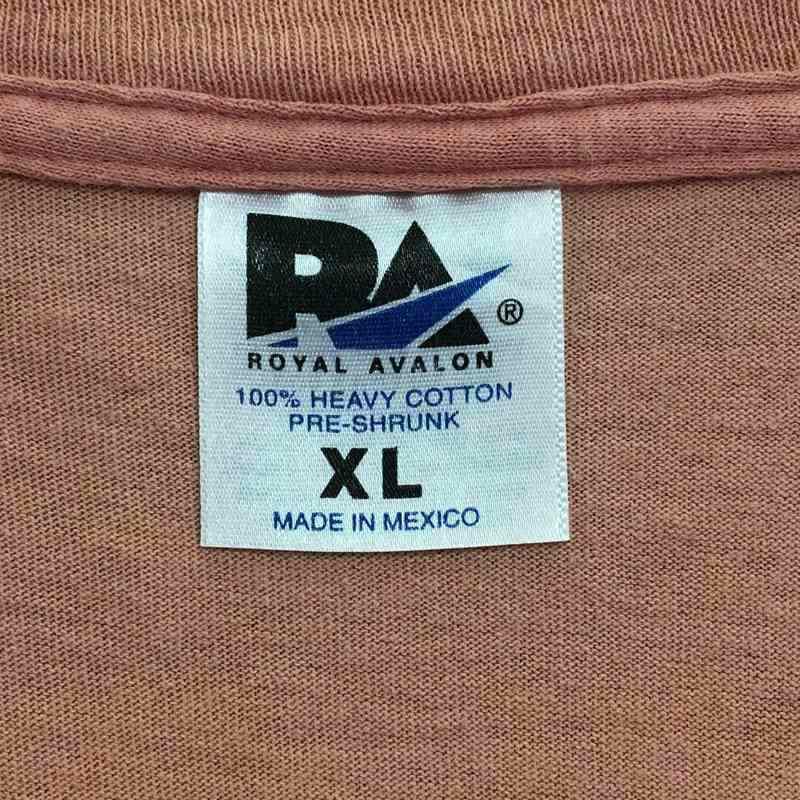 RA®
ROYAL AVALON
100% HEAVY COTTON
PRE-SHRUNK
XL
MADE IN MEXICO